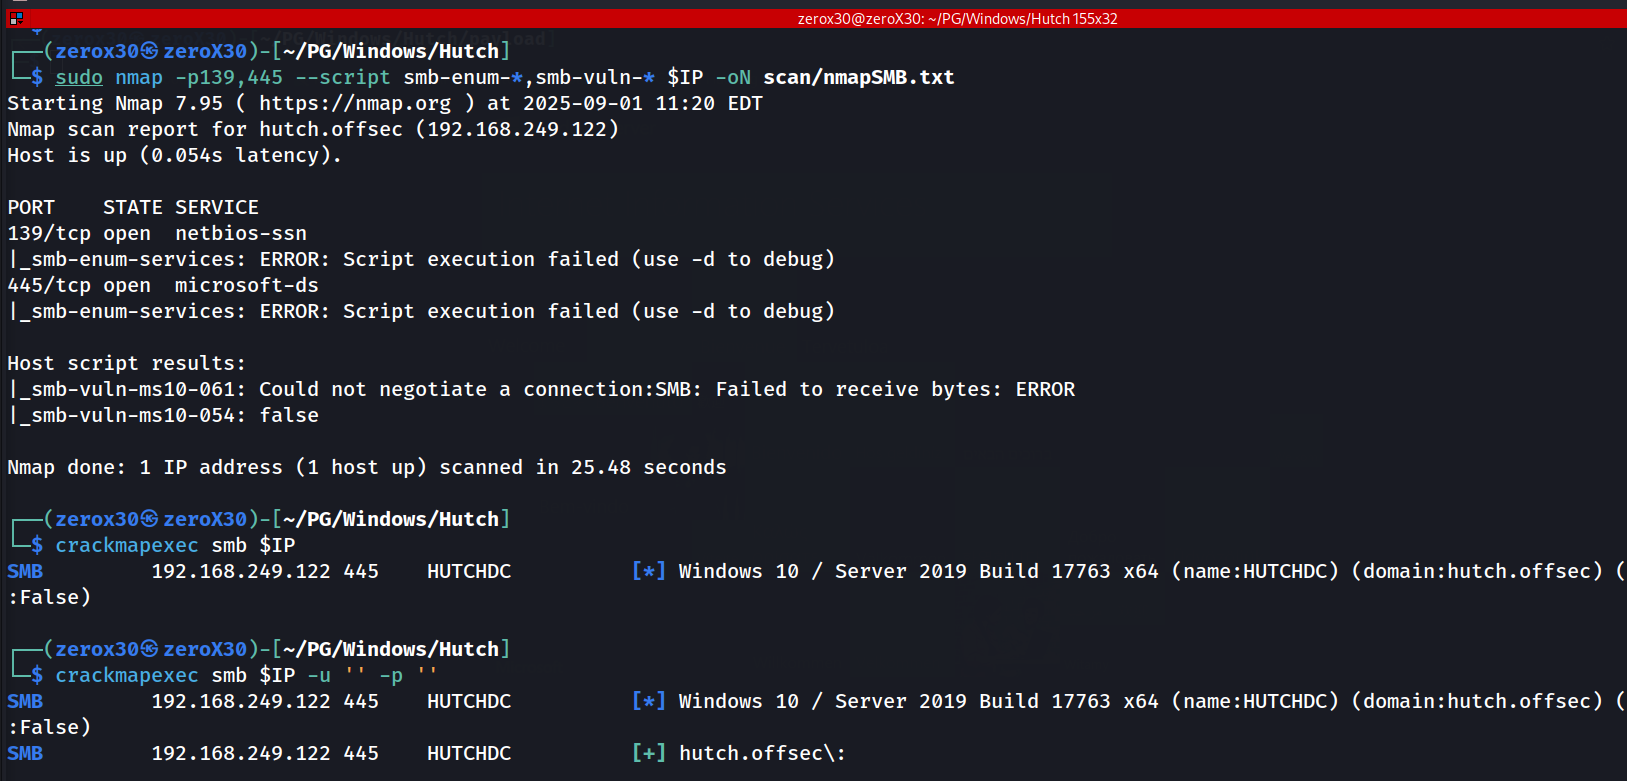 zerox30@zeroX30: ~/PG/Windows/Hutch 155x32
┌──(zerox30㉿zeroX30)-[~/PG/Windows/Hutch]
└─$ sudo nmap -p139,445 --script smb-enum-*,smb-vuln-* $IP -oN scan/nmapSMB.txt
Starting Nmap 7.95 ( https://nmap.org ) at 2025-09-01 11:20 EDT
Nmap scan report for hutch.offsec (192.168.249.122)
Host is up (0.054s latency).
PORT    STATE SERVICE
139/tcp open  netbios-ssn
|_smb-enum-services: ERROR: Script execution failed (use -d to debug)
445/tcp open  microsoft-ds
|_smb-enum-services: ERROR: Script execution failed (use -d to debug)
Host script results:
|_smb-vuln-ms10-061: Could not negotiate a connection:SMB: Failed to receive bytes: ERROR
|_smb-vuln-ms10-054: false
Nmap done: 1 IP address (1 host up) scanned in 25.48 seconds
┌──(zerox30㉿zeroX30)-[~/PG/Windows/Hutch]
└─$ crackmapexec smb $IP
SMB         192.168.249.122 445    HUTCHDC          [*] Windows 10 / Server 2019 Build 17763 x64 (name:HUTCHDC) (domain:hutch.offsec) (
:False)
┌──(zerox30㉿zeroX30)-[~/PG/Windows/Hutch]
└─$ crackmapexec smb $IP -u '' -p ''
SMB         192.168.249.122 445    HUTCHDC          [*] Windows 10 / Server 2019 Build 17763 x64 (name:HUTCHDC) (domain:hutch.offsec) (
:False)
SMB         192.168.249.122 445    HUTCHDC          [+] hutch.offsec\: